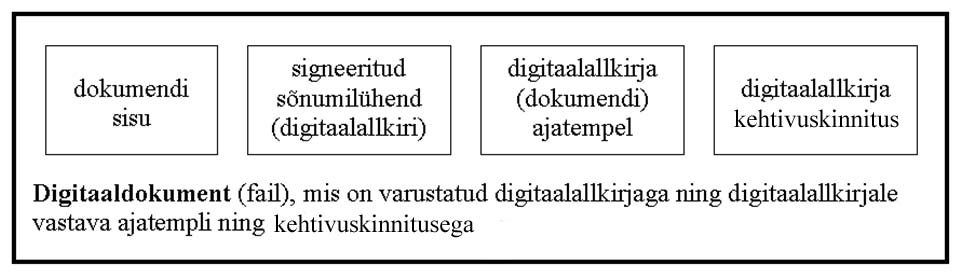 dokumendi
sisu
signeeritud
sõnumilühend
(digitaalallkiri)
digitaalallkirja
(dokumendi)
ajatempel
digitaalallkirja
kehtivuskinnitus
Digitaaldokument (fail), mis on varustatud digitaalallkirjaga ning digitaalallkirjale
vastava ajatempli ning kehtivuskinnitusega